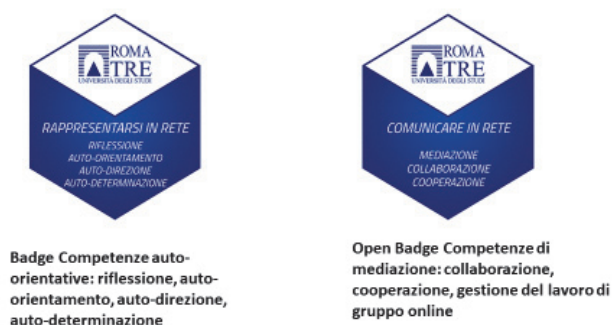 ROMA
TRE
UNIVERSITÀ DEGLI STUDI
RAPPRESENTARSI IN RETE
RIFLESSIONE
AUTO-ORIENTAMENTO
AUTO-DIREZIONE
AUTO-DETERMINAZIONE
Badge Competenze auto-
orientative: riflessione, auto-
orientamento, auto-direzione,
auto-determinazione
ROMA
TRE
UNIVERSITÀ DEGLI STUDI
COMUNICARE IN RETE
MEDIAZIONE
COLLABORAZIONE
COOPERAZIONE
Open Badge Competenze di
mediazione: collaborazione,
cooperazione, gestione del lavoro di
gruppo online